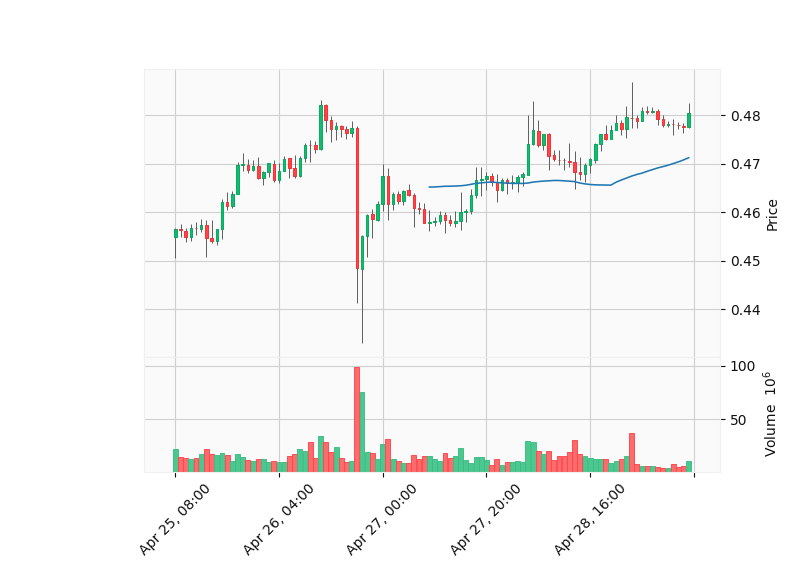 0.48
0.47
0.46
0.45
0.44
Price
100
50
Volume 10^6
Apr 25, 08:00
Apr 26, 04:00
Apr 27, 00:00
Apr 27, 20:00
Apr 28, 16:00